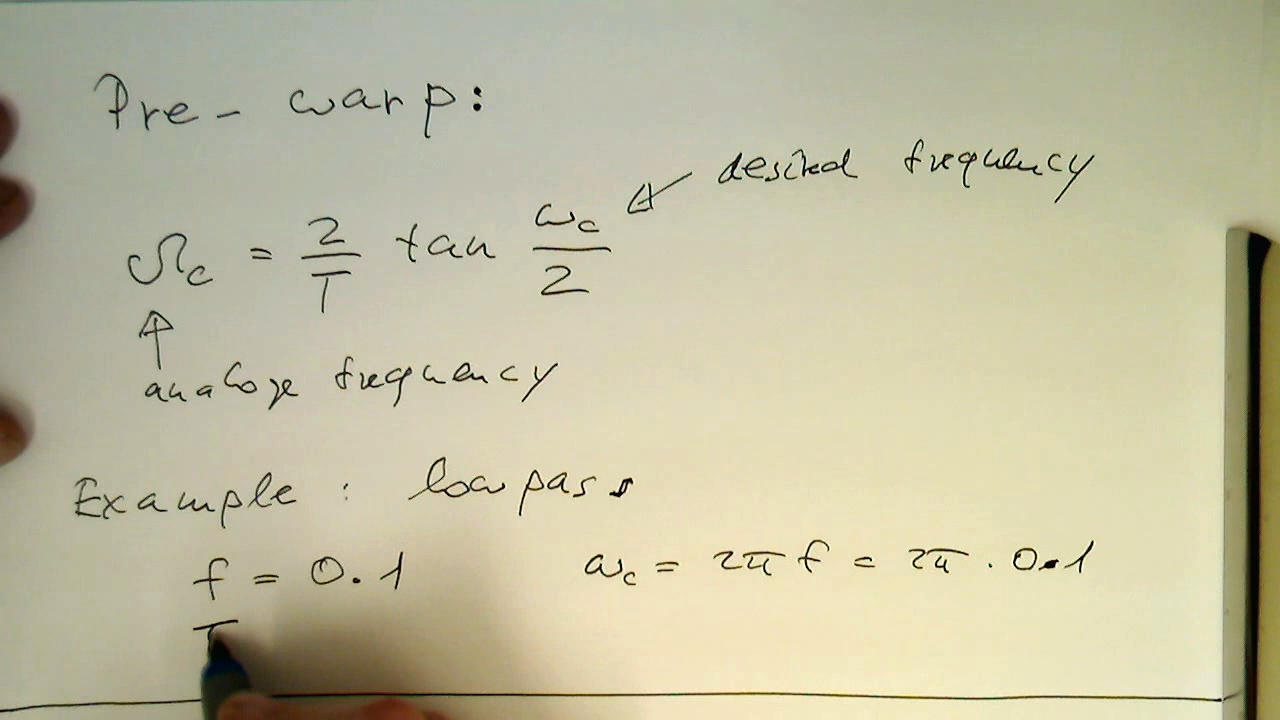 Pre-warp:
desired frequency
Ωc = 2/T tan ωc/2
analoge frequency
Example: lowpass
f = 0.1 ωc = 2π f = 2π . 0.1
T